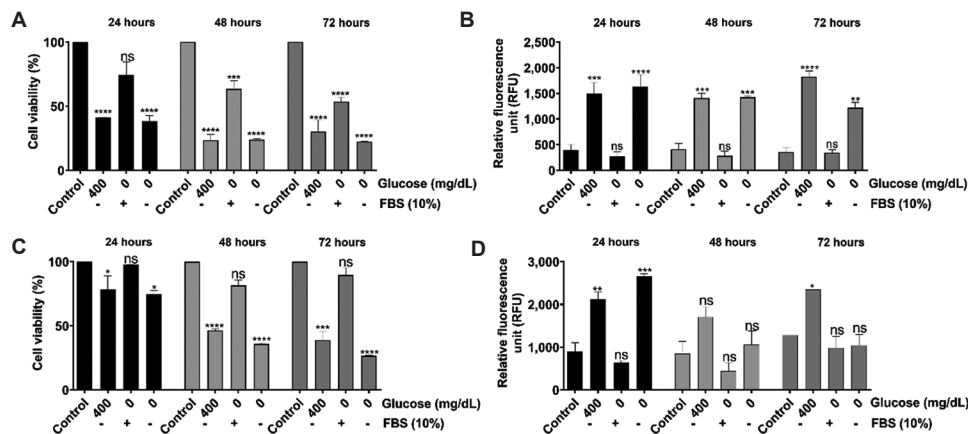 A
24 hours 48 hours 72 hours
Cell viability (%)
100
50
0
ns
****
****
***
****
****
****
****
****
Control 400 0 0 Control 400 0 0 Control 400 0 0 Glucose (mg/dL)
- + - - + - - + - FBS (10%)
B
24 hours 48 hours 72 hours
Relative fluorescence
unit (RFU)
2,500
2,000
1,500
1,000
500
0
***
ns
****
***
ns
***
****
ns
**
Control 400 0 0 Control 400 0 0 Control 400 0 0 Glucose (mg/dL)
- + - - + - - + - FBS (10%)
C
24 hours 48 hours 72 hours
Cell viability (%)
100
50
0
*
ns
*
****
ns
****
***
ns
****
Control 400 0 0 Control 400 0 0 Control 400 0 0 Glucose (mg/dL)
- + - - + - - + - FBS (10%)
D
24 hours 48 hours 72 hours
Relative fluorescence
unit (RFU)
3,000
2,000
1,000
0
**
ns
***
ns
ns
ns
*
ns
ns
Control 400 0 0 Control 400 0 0 Control 400 0 0 Glucose (mg/dL)
- + - - + - - + - FBS (10%)